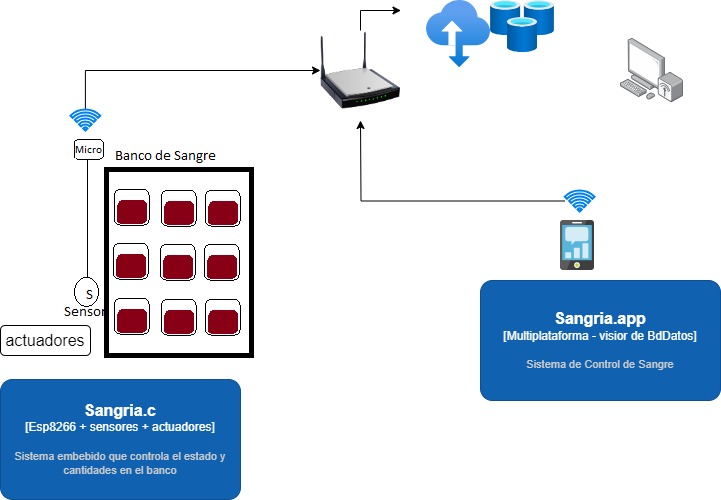 Micro
Banco de Sangre
S
Sensor
actuadores
Sangria.app
[Multiplataforma - visior de BdDatos]
Sistema de Control de Sangre
Sangria.c
[Esp8266 + sensores + actuadores]
Sistema embebido que controla el estado y
cantidades en el banco